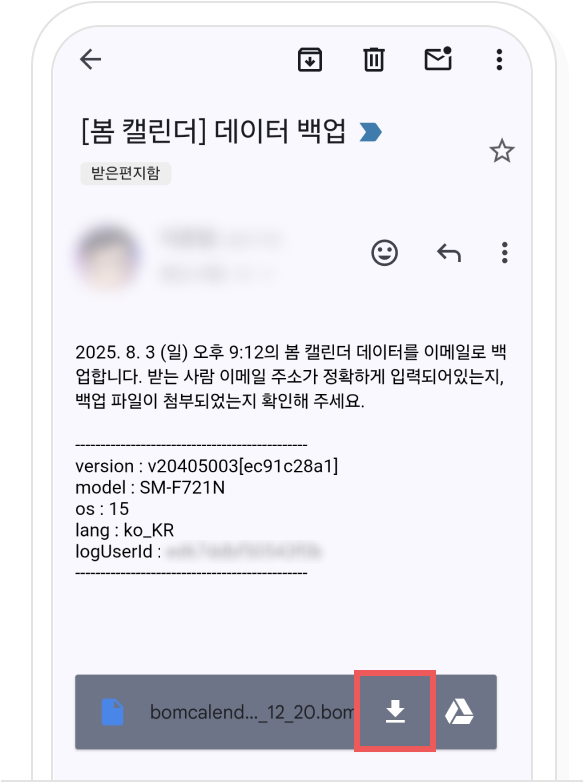 [봄 캘린더] 데이터 백업
받은편지함
2025. 8. 3 (일) 오후 9:12의 봄 캘린더 데이터를 이메일로 백
업합니다. 받는 사람 이메일 주소가 정확하게 입력되어있는지,
백업 파일이 첨부되었는지 확인해 주세요.
----------------------------------------------
version : v20405003[ec91c28a1]
model : SM-F721N
os : 15
lang : ko_KR
logUserId :
----------------------------------------------
bomcalend..._12_20.bom